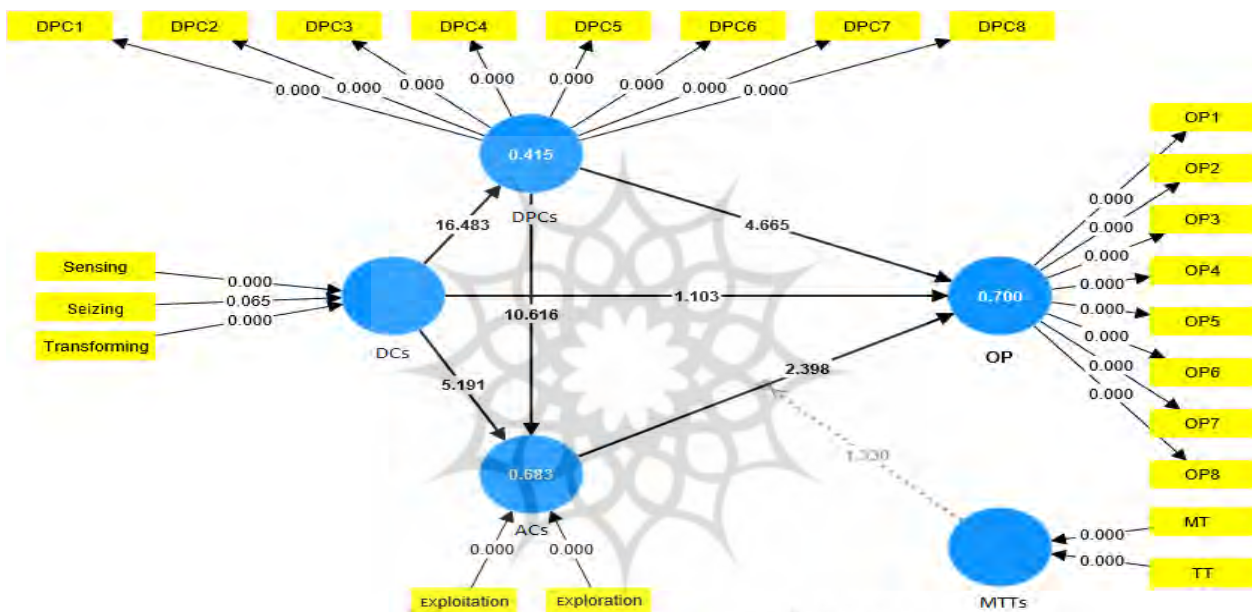 DPC1 DPC2 DPC3 DPC4 DPC5 DPC6 DPC7 DPC8
0.000 0.000 0.000 0.000 0.000 0.000 0.000 0.000
0.415
DPCs
16.483
4.665
Sensing
0.000
Seizing
0.065
Transforming
0.000
DCs
1.103
10.616
5.191
2.398
0.700
OP
OP1
0.000
OP2
0.000
OP3
0.000
OP4
0.000
OP5
0.000
OP6
0.000
OP7
0.000
OP8
0.000
0.683
ACs
0.000 0.000
Exploitation Exploration
MTTs
MT
0.000
TT
0.000